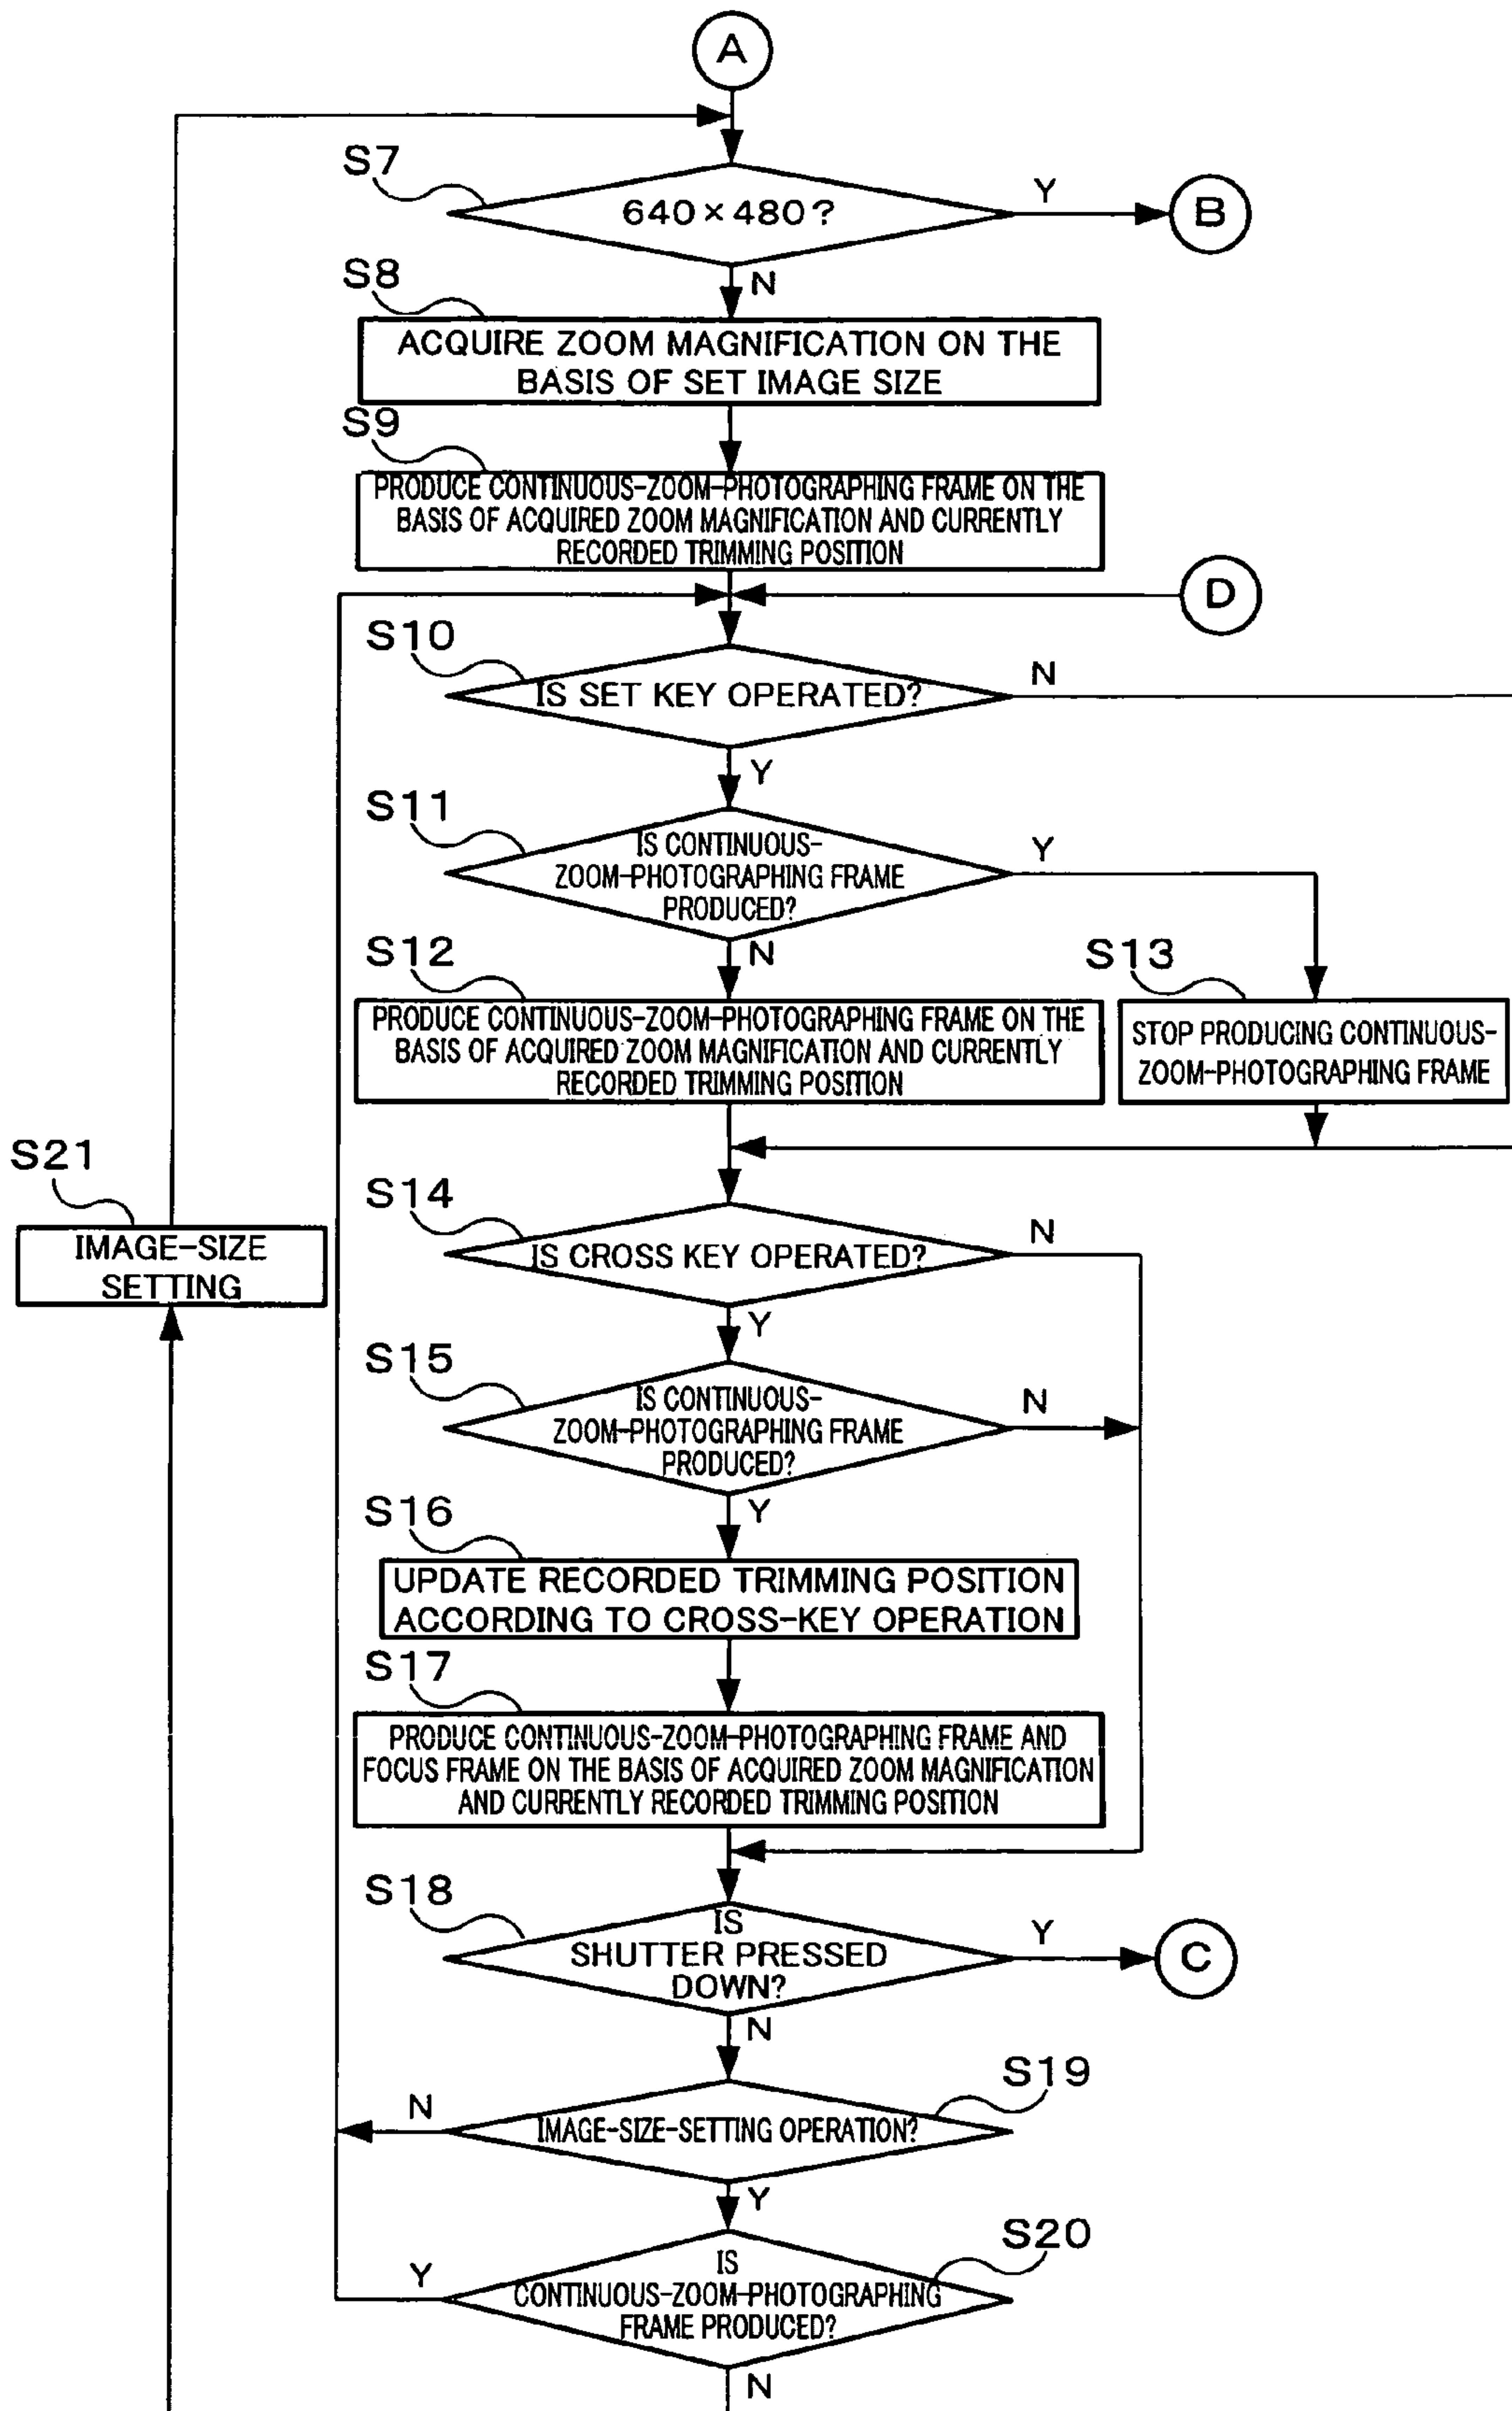 A
S7
640×480?
Y
B
N
S8
ACQUIRE ZOOM MAGNIFICATION ON THE
BASIS OF SET IMAGE SIZE
S9
PRODUCE CONTINUOUS-ZOOM-PHOTOGRAPHING FRAME ON THE
BASIS OF ACQUIRED ZOOM MAGNIFICATION AND CURRENTLY
RECORDED TRIMMING POSITION
D
S10
IS SET KEY OPERATED?
N
Y
S11
IS CONTINUOUS-
ZOOM-PHOTOGRAPHING FRAME
PRODUCED?
Y
N
S12
PRODUCE CONTINUOUS-ZOOM-PHOTOGRAPHING FRAME ON THE
BASIS OF ACQUIRED ZOOM MAGNIFICATION AND CURRENTLY
RECORDED TRIMMING POSITION
S13
STOP PRODUCING CONTINUOUS-
ZOOM-PHOTOGRAPHING FRAME
S21
IMAGE-SIZE
SETTING
S14
IS CROSS KEY OPERATED?
N
Y
S15
IS CONTINUOUS-
ZOOM-PHOTOGRAPHING FRAME
PRODUCED?
N
Y
S16
UPDATE RECORDED TRIMMING POSITION
ACCORDING TO CROSS-KEY OPERATION
S17
PRODUCE CONTINUOUS-ZOOM-PHOTOGRAPHING FRAME AND
FOCUS FRAME ON THE BASIS OF ACQUIRED ZOOM MAGNIFICATION
AND CURRENTLY RECORDED TRIMMING POSITION
S18
IS
SHUTTER PRESSED
DOWN?
Y
C
N
S19
IMAGE-SIZE-SETTING OPERATION?
N
Y
S20
IS
CONTINUOUS-ZOOM-PHOTOGRAPHING
FRAME PRODUCED?
Y
N